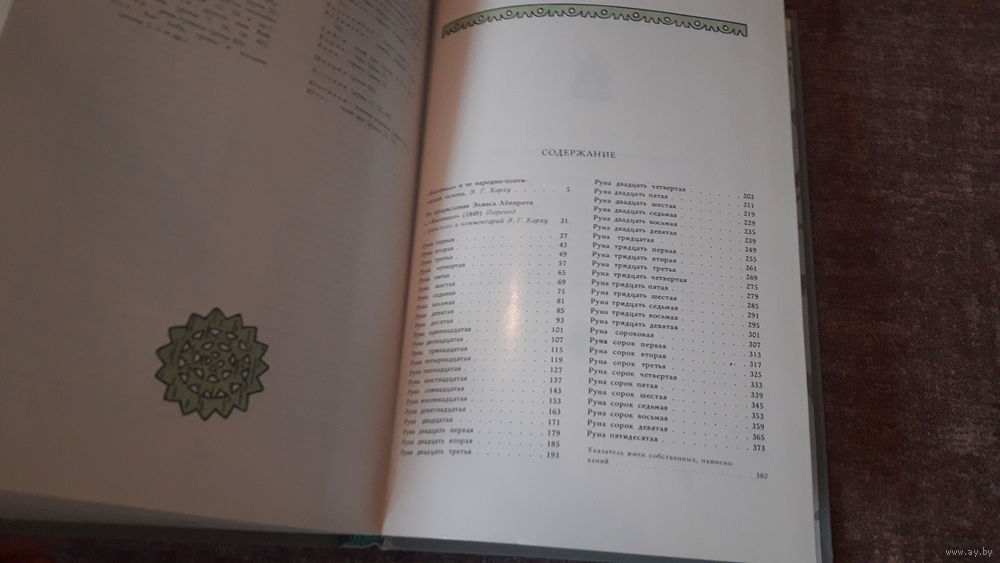 СОДЕРЖАНИЕ
«Калевала» и ее народно-поэти-
ческая основа. Э. Г. Карху . . . . . 5
Из предисловия Элиаса Лённрота
к «Калевале» (1849) Перевод
финского и комментарий Э. Г. Карху 31
Руна первая . . . . . 37
Руна вторая . . . . . 43
Руна третья . . . . . 49
Руна четвертая . . . . . 57
Руна пятая . . . . . 65
Руна шестая . . . . . 69
Руна седьмая . . . . . 75
Руна восьмая . . . . . 81
Руна девятая . . . . . 85
Руна десятая . . . . . 93
Руна одиннадцатая . . . . . 101
Руна двенадцатая . . . . . 107
Руна тринадцатая . . . . . 115
Руна четырнадцатая . . . . . 119
Руна пятнадцатая . . . . . 127
Руна шестнадцатая . . . . . 137
Руна семнадцатая . . . . . 143
Руна восемнадцатая . . . . . 153
Руна девятнадцатая . . . . . 163
Руна двадцатая . . . . . 171
Руна двадцать первая . . . . . 179
Руна двадцать вторая . . . . . 185
Руна двадцать третья . . . . . 193
Руна двадцать четвертая . . . . . 203
Руна двадцать пятая . . . . . 211
Руна двадцать шестая . . . . . 219
Руна двадцать седьмая . . . . . 229
Руна двадцать восьмая . . . . . 235
Руна двадцать девятая . . . . . 239
Руна тридцатая . . . . . 249
Руна тридцать первая . . . . . 255
Руна тридцать вторая . . . . . 261
Руна тридцать третья . . . . . 269
Руна тридцать четвертая . . . . . 275
Руна тридцать пятая . . . . . 279
Руна тридцать шестая . . . . . 285
Руна тридцать седьмая . . . . . 291
Руна тридцать восьмая . . . . . 295
Руна тридцать девятая . . . . . 301
Руна сороковая . . . . . 307
Руна сорок первая . . . . . 313
Руна сорок вторая . . . . . 317
Руна сорок третья . . . . . 325
Руна сорок четвертая . . . . . 333
Руна сорок пятая . . . . . 339
Руна сорок шестая . . . . . 345
Руна сорок седьмая . . . . . 353
Руна сорок восьмая . . . . . 359
Руна сорок девятая . . . . . 365
Руна пятидесятая . . . . . 373
Указатель имен собственных, наимено-
ваний . . . . . 380
www.ay.by